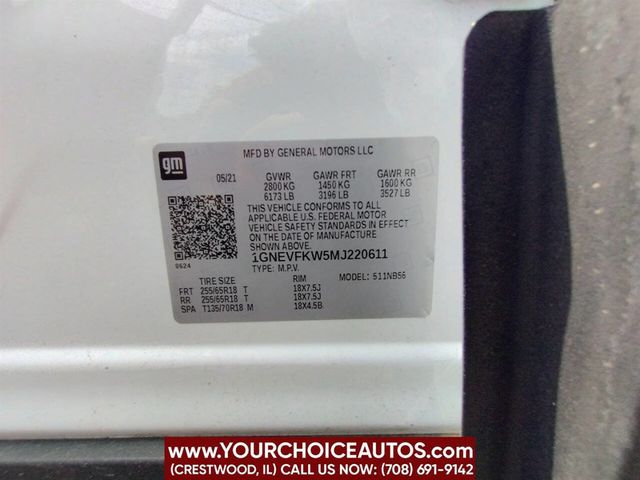 gm
MFD BY GENERAL MOTORS LLC
05/21 GVWR GAWR FRT GAWR RR
2800 KG 1450 KG 1600 KG
6173 LB 3196 LB 3527 LB
THIS VEHICLE CONFORMS TO ALL
APPLICABLE U.S. FEDERAL MOTOR
VEHICLE SAFETY STANDARDS IN EFFECT
ON THE DATE OF MANUFACTURE
SHOWN ABOVE.
1GNEVFKW5MJ220611
0624 TYPE: M.P.V. MODEL: 511NB56
TIRE SIZE RIM
FRT 255/65R18 T 18X7.5J
RR 255/65R18 T 18X7.5J
SPA T135/70R18 M 18X4.5B
WWW.YOURCHOICEAUTOS.COM
(CRESTWOOD, IL) CALL US NOW: (708) 691-9142